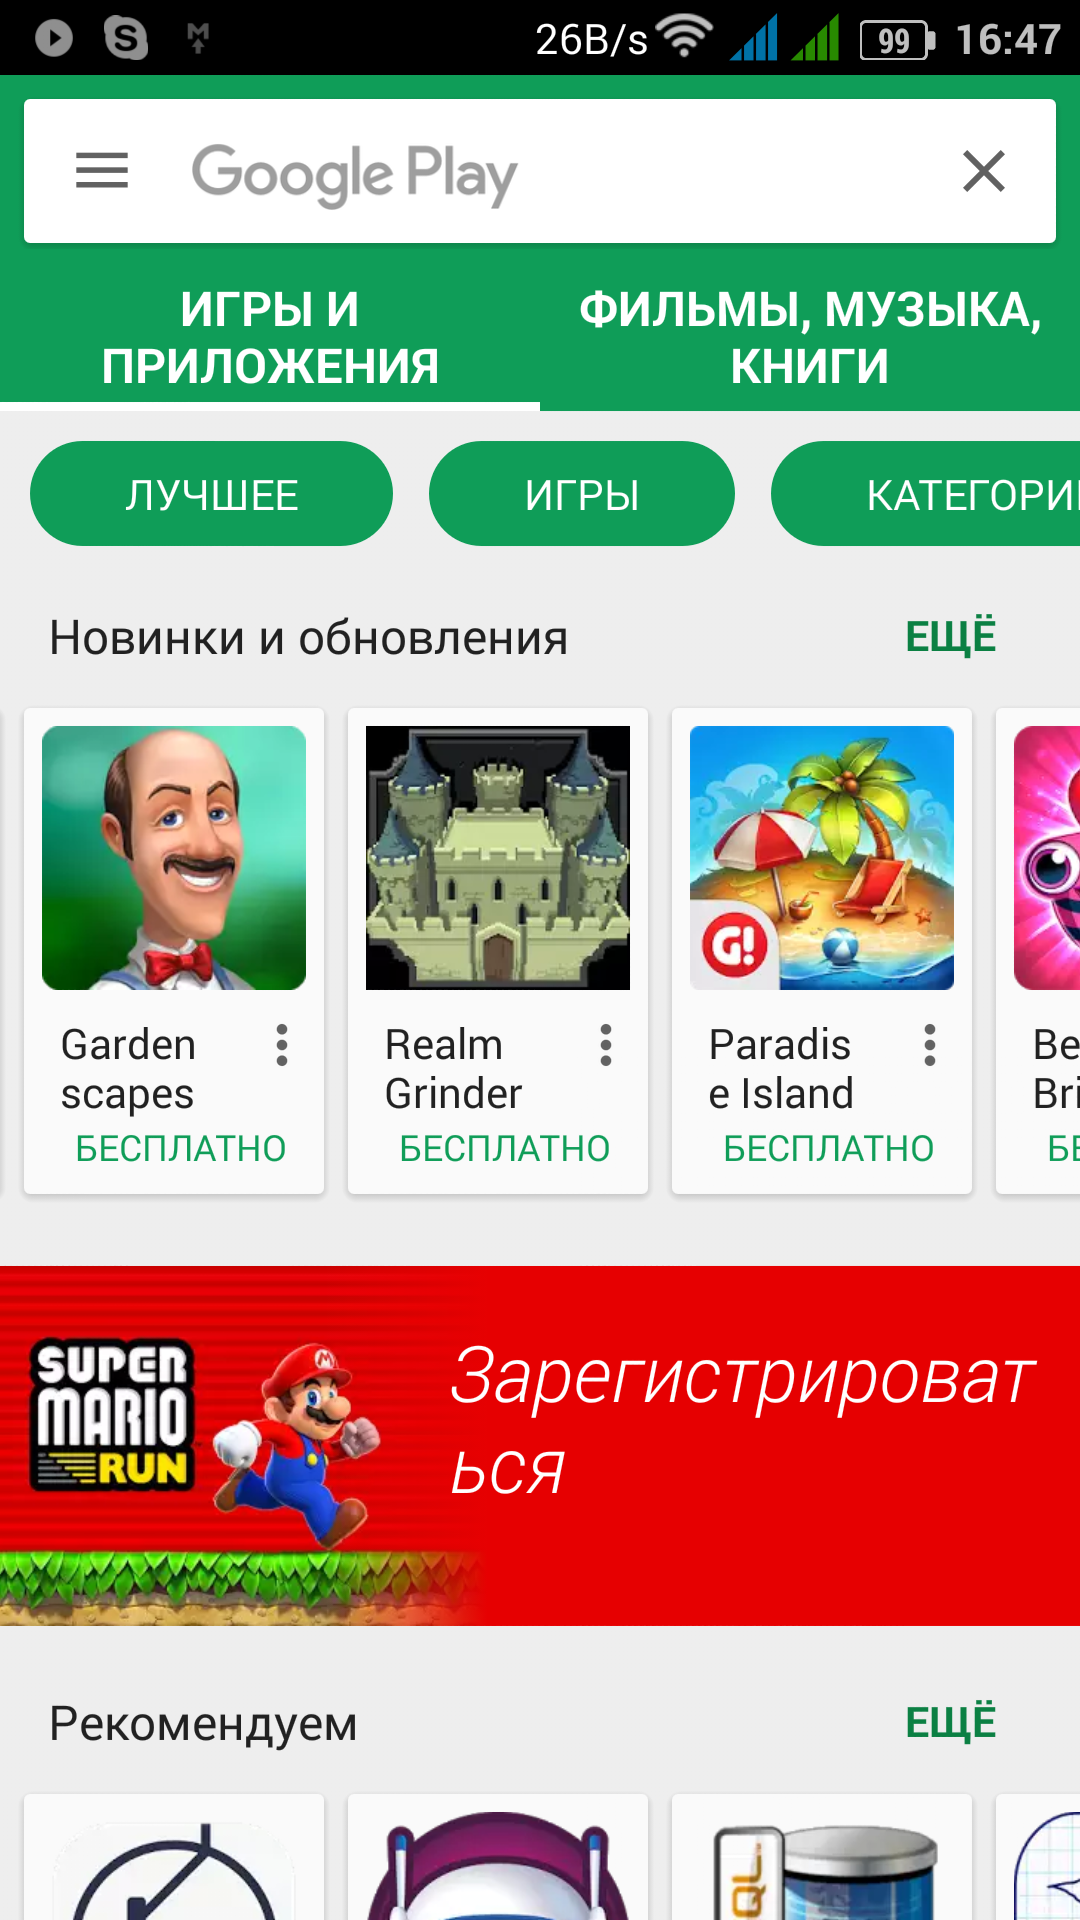 26B/s 99 16:47
Google Play
ИГРЫ И
ПРИЛОЖЕНИЯ
ФИЛЬМЫ, МУЗЫКА,
КНИГИ
ЛУЧШЕЕ
ИГРЫ
КАТЕГОРИ
Новинки и обновления
ЕЩЁ
G!
Garden
scapes
БЕСПЛАТНО
Realm
Grinder
БЕСПЛАТНО
Paradis
e Island
БЕСПЛАТНО
Be
Bri
БЕ
SUPER
MARIO
RUN
Зарегистрироват
ься
Рекомендуем
ЕЩЁ
QL